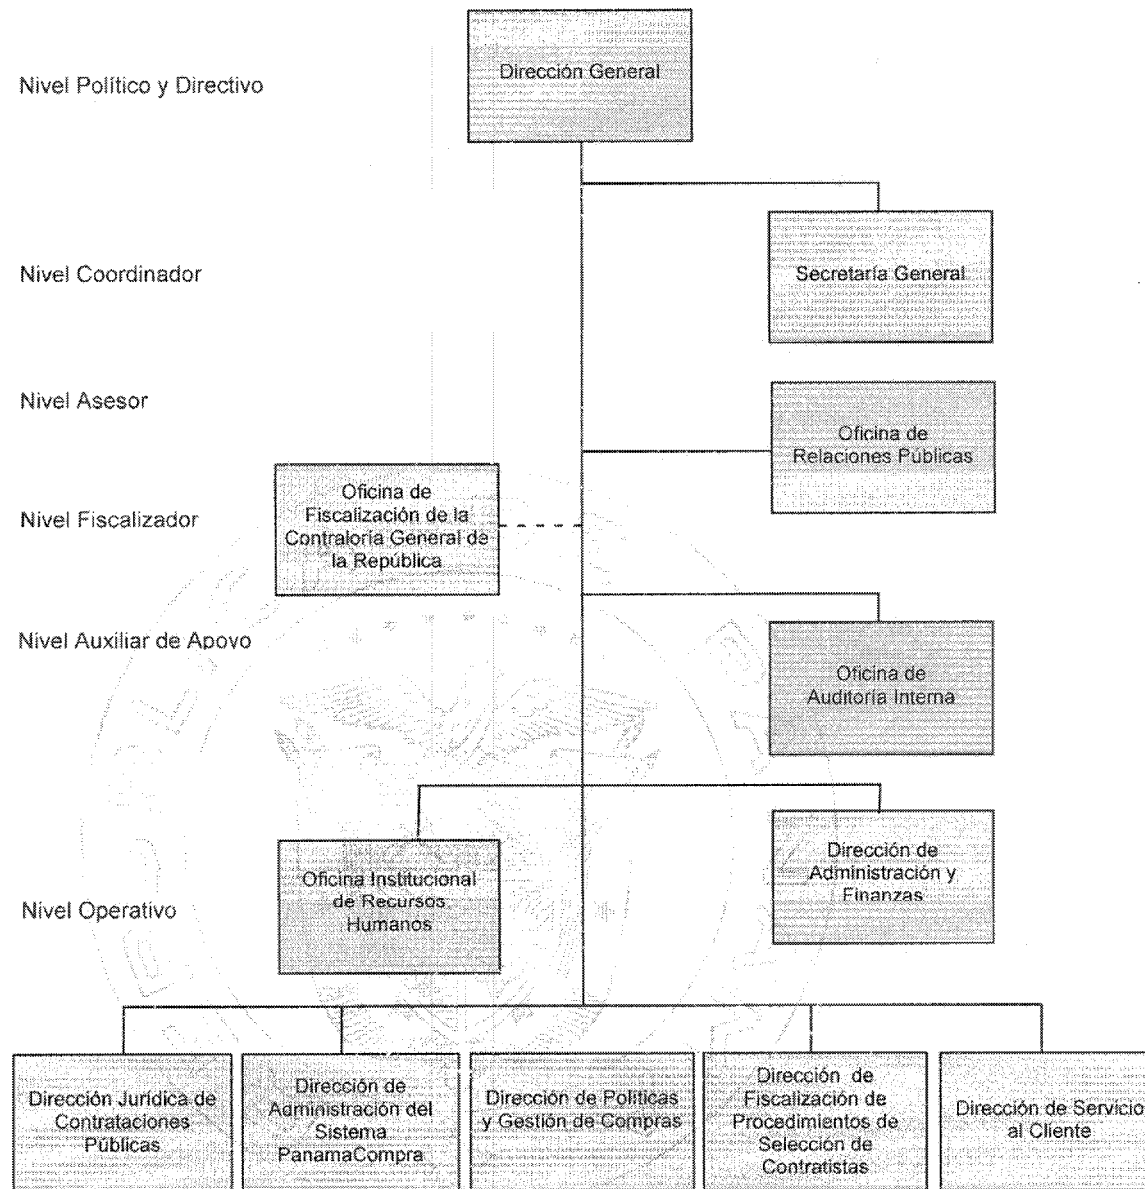 Dirección General
Nivel Político y Directivo
Nivel Coordinador
Secretaría General
Nivel Asesor
Oficina de
Relaciones Públicas
Nivel Fiscalizador
Oficina de
Fiscalización de la
Contraloría General de
la República
Nivel Auxiliar de Apoyo
Oficina de
Auditoría Interna
Nivel Operativo
Oficina Institucional
de Recursos
Humanos
Dirección de
Administración y
Finanzas
Dirección Jurídica de
Contrataciones
Públicas
Dirección de
Administración del
Sistema
PanamaCompra
Dirección de Políticas
y Gestión de Compras
Dirección de
Fiscalización de
Procedimientos de
Selección de
Contratistas
Dirección de Servicio
al Cliente